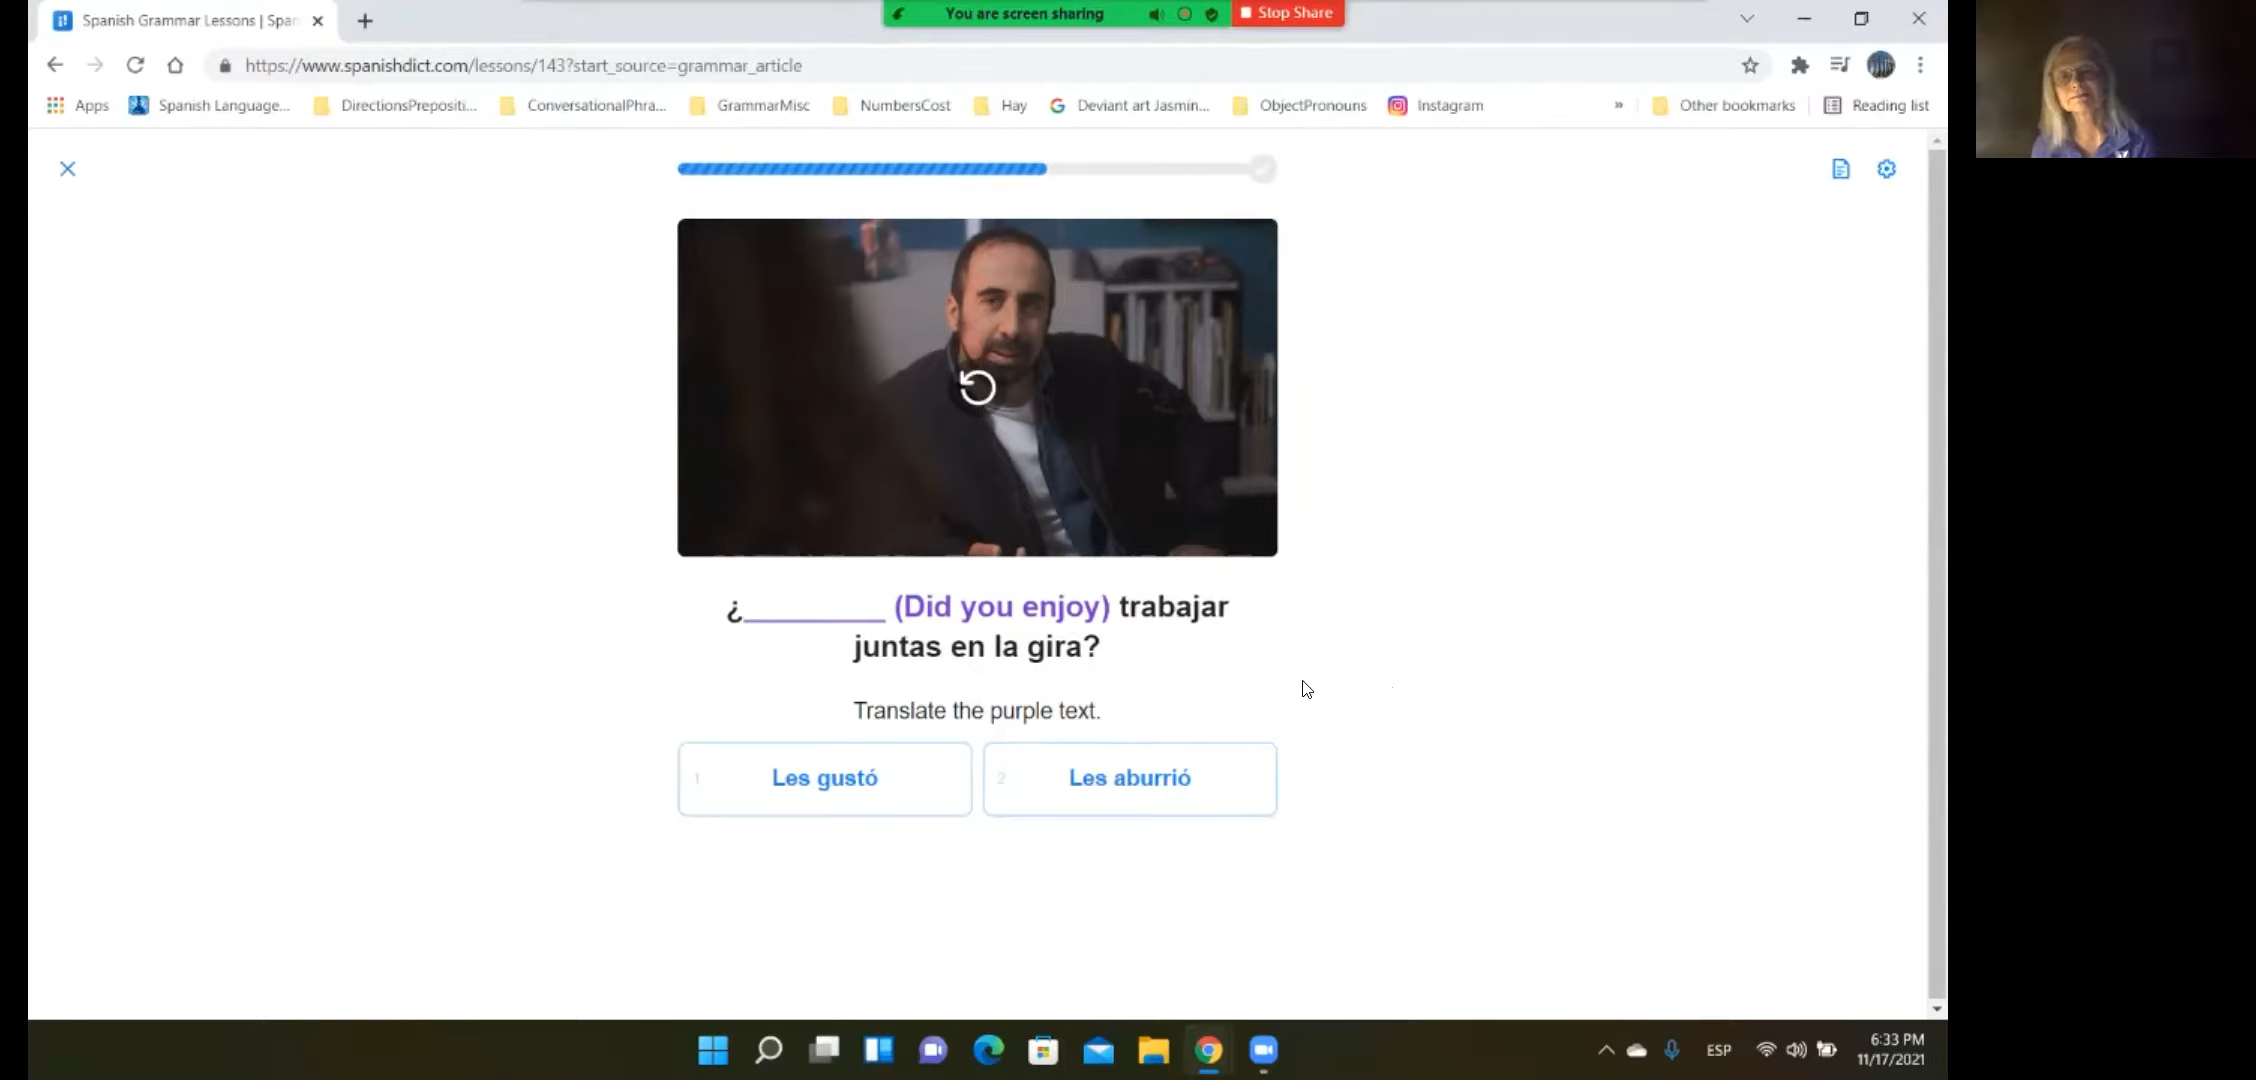 Spanish Grammar Lessons | Span
You are screen sharing
Stop Share
https://www.spanishdict.com/lessons/143?start_source=grammar_article
Apps
Spanish Language...
DirectionsPrepositi...
ConversationalPhra...
GrammarMisc
NumbersCost
Hay
Deviant art Jasmin...
ObjectPronouns
Instagram
»
Other bookmarks
Reading list
¿________ (Did you enjoy) trabajar
juntas en la gira?
Translate the purple text.
1 Les gustó
2 Les aburrió
ESP
6:33 PM
11/17/2021